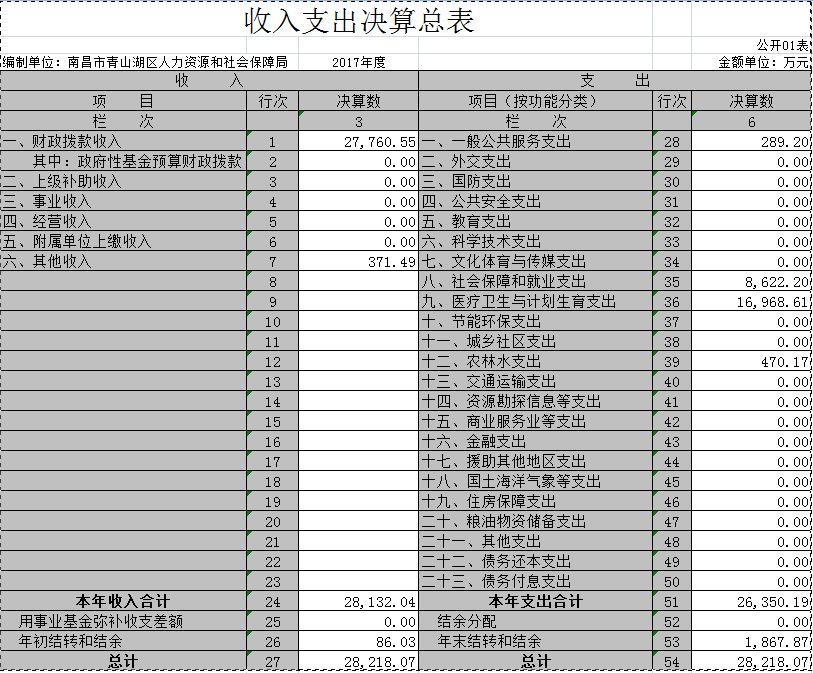 收入支出决算总表
公开01表
编制单位：南昌市青山湖区人力资源和社会保障局 2017年度 金额单位：万元
收 入 支 出
项 目 行次 决算数 项目（按功能分类） 行次 决算数
栏 次 3 栏 次 6
一、财政拨款收入 1 27,760.55 一、一般公共服务支出 28 289.20
其中：政府性基金预算财政拨款 2 0.00 二、外交支出 29 0.00
二、上级补助收入 3 0.00 三、国防支出 30 0.00
三、事业收入 4 0.00 四、公共安全支出 31 0.00
四、经营收入 5 0.00 五、教育支出 32 0.00
五、附属单位上缴收入 6 0.00 六、科学技术支出 33 0.00
六、其他收入 7 371.49 七、文化体育与传媒支出 34 0.00
8 八、社会保障和就业支出 35 8,622.20
9 九、医疗卫生与计划生育支出 36 16,968.61
10 十、节能环保支出 37 0.00
11 十一、城乡社区支出 38 0.00
12 十二、农林水支出 39 470.17
13 十三、交通运输支出 40 0.00
14 十四、资源勘探信息等支出 41 0.00
15 十五、商业服务业等支出 42 0.00
16 十六、金融支出 43 0.00
17 十七、援助其他地区支出 44 0.00
18 十八、国土海洋气象等支出 45 0.00
19 十九、住房保障支出 46 0.00
20 二十、粮油物资储备支出 47 0.00
21 二十一、其他支出 48 0.00
22 二十二、债务还本支出 49 0.00
23 二十三、债务付息支出 50 0.00
本年收入合计 24 28,132.04 本年支出合计 51 26,350.19
用事业基金弥补收支差额 25 0.00 结余分配 52 0.00
年初结转和结余 26 86.03 年末结转和结余 53 1,867.87
总计 27 28,218.07 总计 54 28,218.07